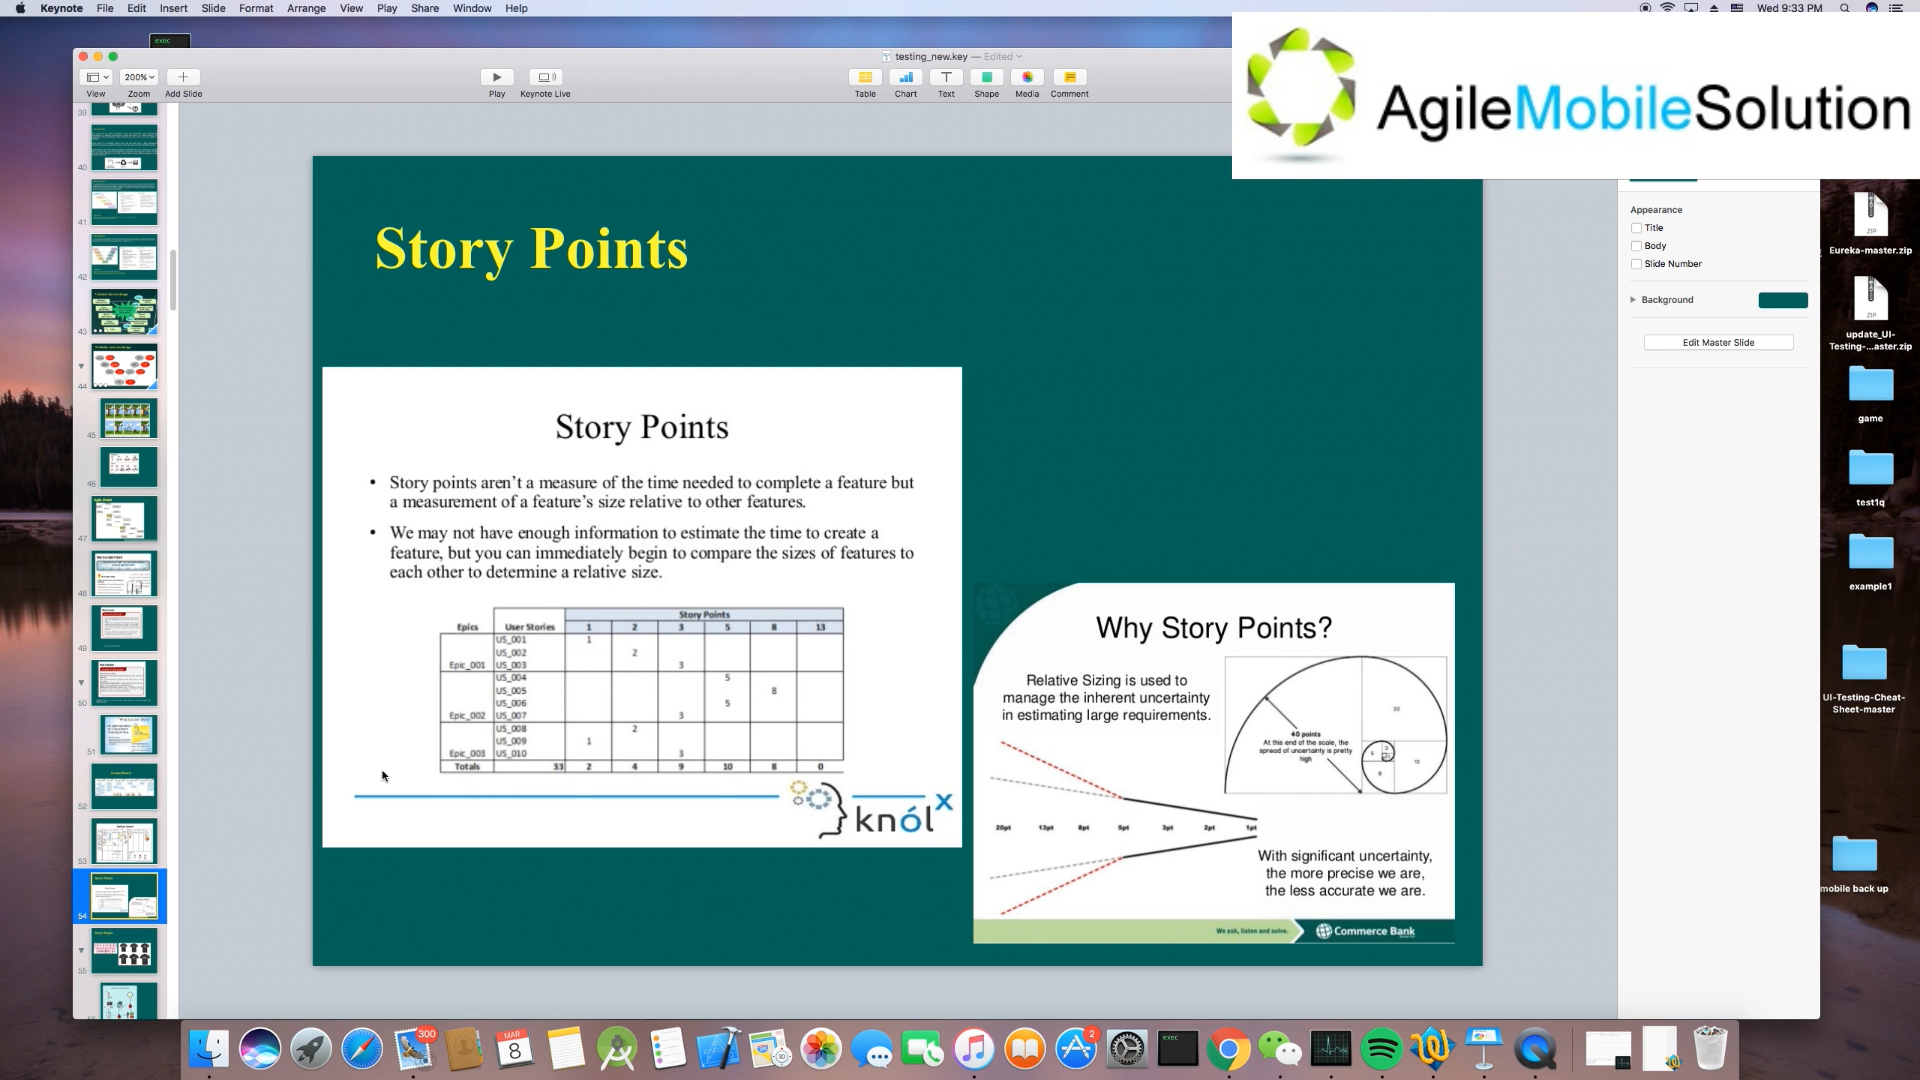 Keynote File Edit Insert Slide Format Arrange View Play Share Window Help
Wed 9:33 PM
exec
testing_new.key — Edited
200%
View Zoom Add Slide
Play Keynote Live
Table Chart Text Shape Media Comment
AgileMobileSolution
39
40
41
42
43
44
45
46
47
48
49
50
51
52
53
54
55
Story Points
Story Points
• Story points aren't a measure of the time needed to complete a feature but
a measurement of a feature's size relative to other features.
• We may not have enough information to estimate the time to create a
feature, but you can immediately begin to compare the sizes of features to
each other to determine a relative size.
Story Points
Epics User Stories 1 2 3 5 8 13
US_001 1
US_002 2
Epic_001 US_003 3
US_004 5
US_005 8
US_006 5
Epic_002 US_007 3
US_008 2
US_009 1
Epic_003 US_010 3
Totals 33 2 4 9 10 8 0
knólx
Why Story Points?
Relative Sizing is used to
manage the inherent uncertainty
in estimating large requirements.
40 points
At this end of the scale, the
spread of uncertainty is pretty
high
20
13
8
5
20pt 13pt 8pt 5pt 3pt 2pt 1pt
With significant uncertainty,
the more precise we are,
the less accurate we are.
We ask, listen and solve.
Commerce Bank
Appearance
Title
Body
Slide Number
Background
Edit Master Slide
ZIP
Eureka-master.zip
ZIP
update_UI-
Testing-...aster.zip
game
test1q
example1
UI-Testing-Cheat-
Sheet-master
mobile back up
300
MAR
8
2
exec